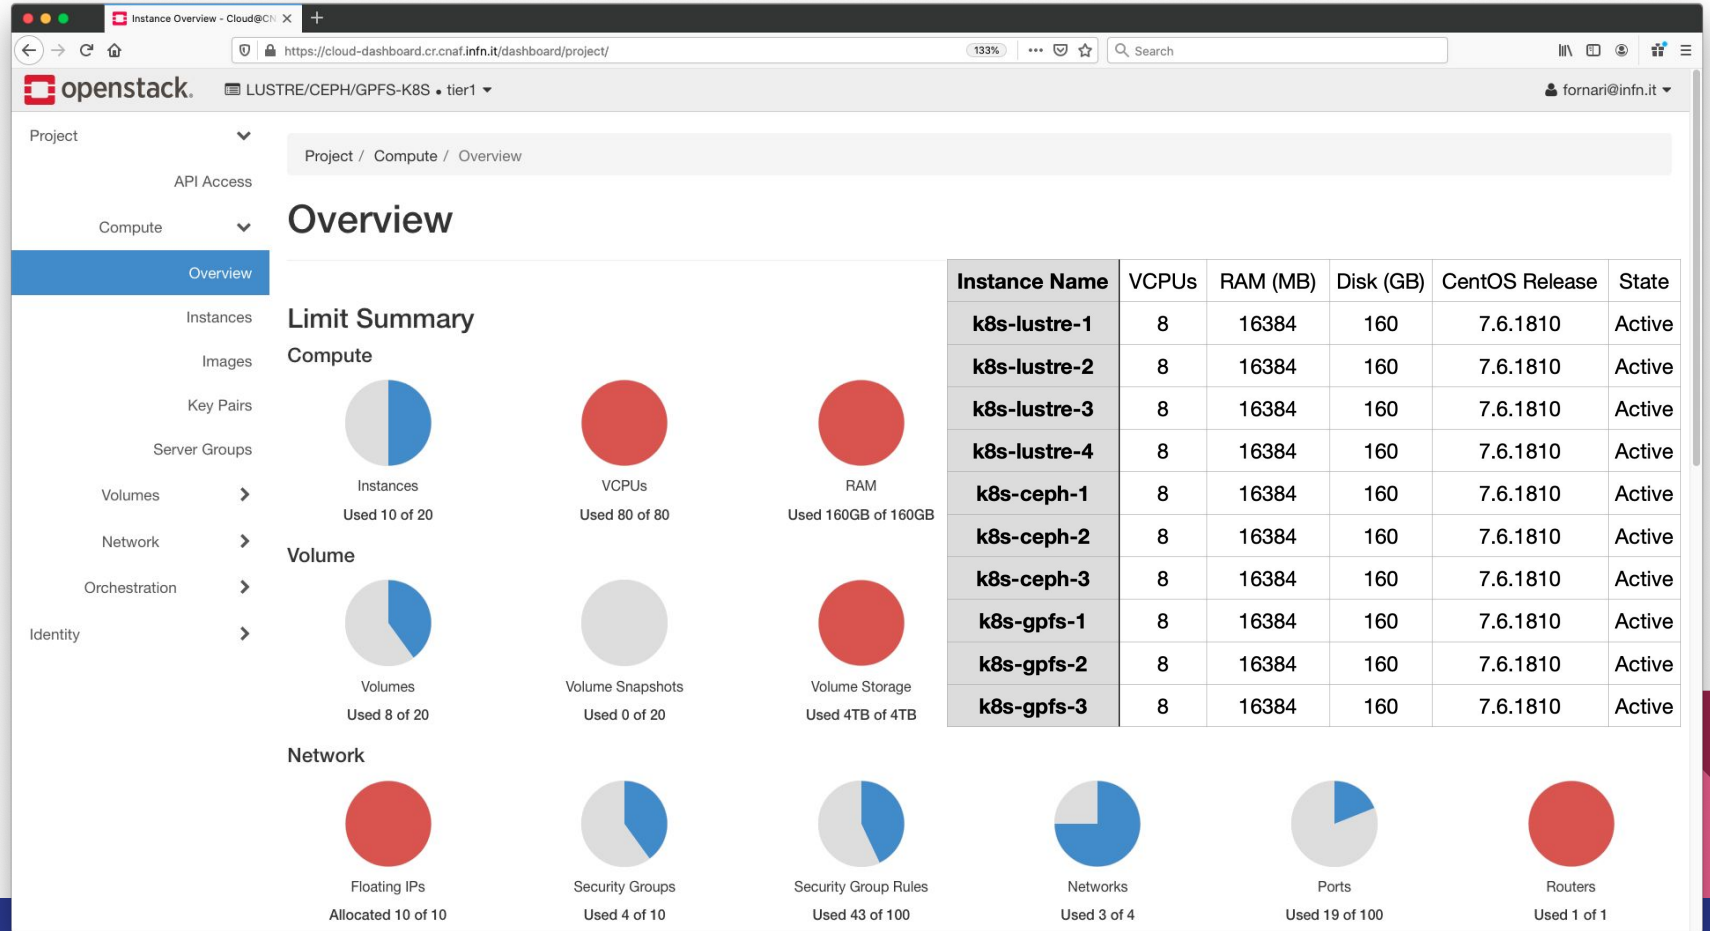 Instance Overview - Cloud@CN
https://cloud-dashboard.cr.cnaf.infn.it/dashboard/project/
133%
Search
openstack.
LUSTRE/CEPH/GPFS-K8S • tier1
fornari@infn.it
Project
API Access
Compute
Overview
Instances
Images
Key Pairs
Server Groups
Volumes
Network
Orchestration
Identity
Project / Compute / Overview
Overview
Limit Summary
Compute
Instances VCPUs RAM
Used 10 of 20 Used 80 of 80 Used 160GB of 160GB
Volume
Volumes Volume Snapshots Volume Storage
Used 8 of 20 Used 0 of 20 Used 4TB of 4TB
Network
Floating IPs Security Groups Security Group Rules Networks Ports Routers
Allocated 10 of 10 Used 4 of 10 Used 43 of 100 Used 3 of 4 Used 19 of 100 Used 1 of 1
Instance Name VCPUs RAM (MB) Disk (GB) CentOS Release State
k8s-lustre-1 8 16384 160 7.6.1810 Active
k8s-lustre-2 8 16384 160 7.6.1810 Active
k8s-lustre-3 8 16384 160 7.6.1810 Active
k8s-lustre-4 8 16384 160 7.6.1810 Active
k8s-ceph-1 8 16384 160 7.6.1810 Active
k8s-ceph-2 8 16384 160 7.6.1810 Active
k8s-ceph-3 8 16384 160 7.6.1810 Active
k8s-gpfs-1 8 16384 160 7.6.1810 Active
k8s-gpfs-2 8 16384 160 7.6.1810 Active
k8s-gpfs-3 8 16384 160 7.6.1810 Active